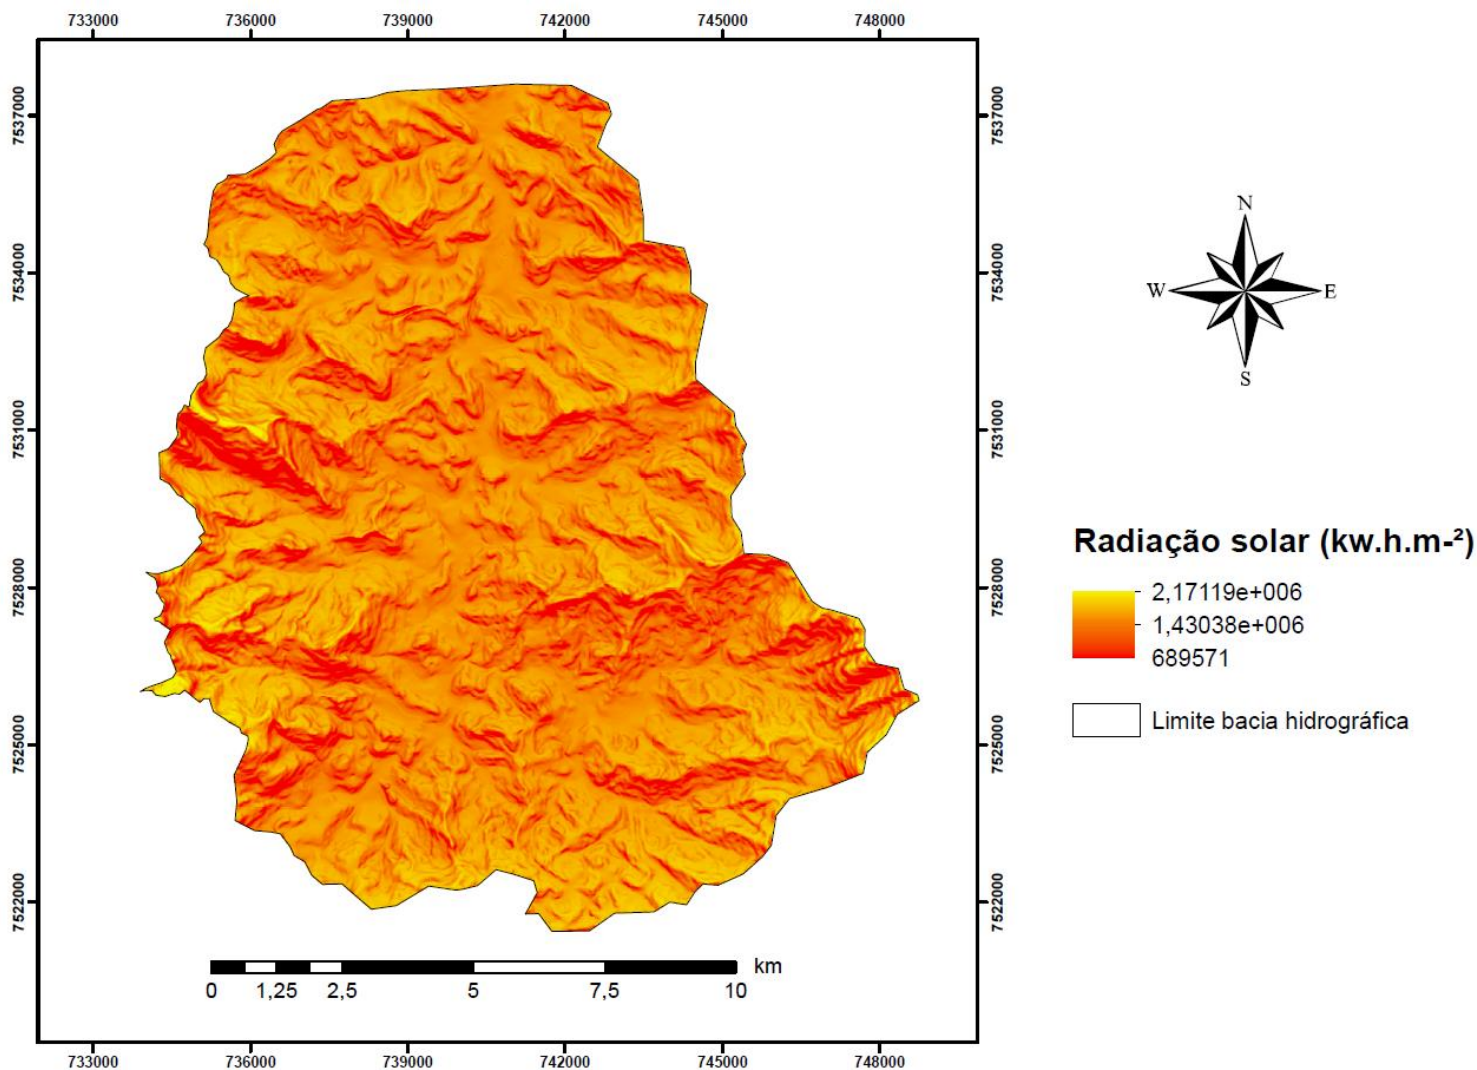 733000 736000 739000 742000 745000 748000
7537000 7537000
7534000 7534000
7531000 7531000
7528000 7528000
7525000 7525000
7522000 7522000
N
W E
S
Radiação solar (kw.h.m-²)
2,17119e+006
1,43038e+006
689571
Limite bacia hidrográfica
km
0 1,25 2,5 5 7,5 10
733000 736000 739000 742000 745000 748000